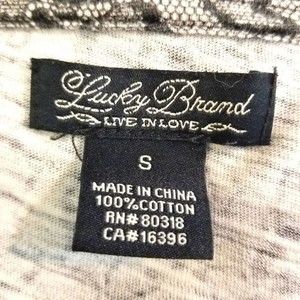 Lucky Brand
LIVE IN LOVE
S
MADE IN CHINA
100%COTTON
RN#80318
CA#16396